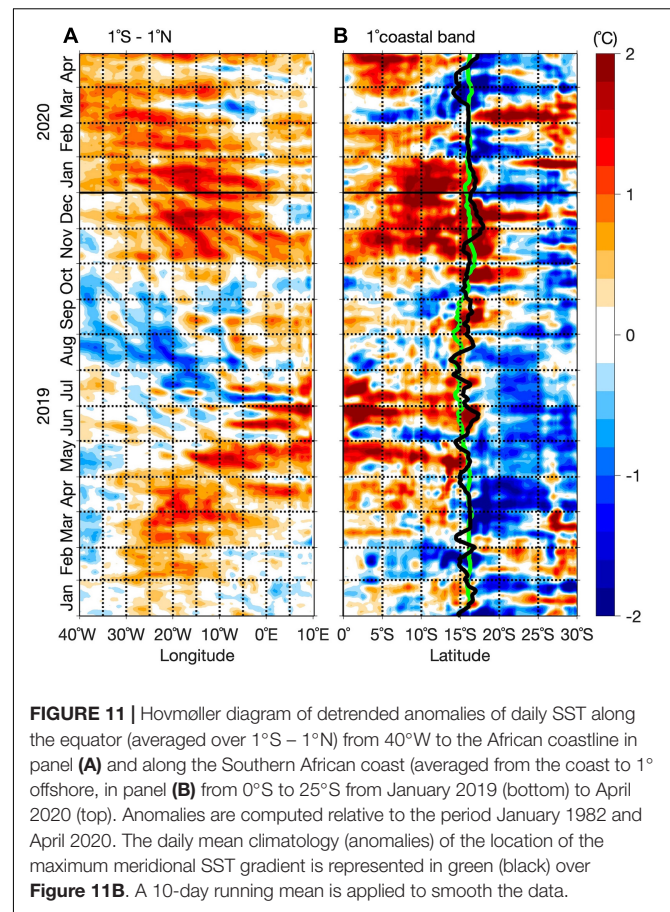 A 1°S - 1°N
B 1°coastal band
(°C)
2
1
0
-1
-2
2020
Apr
Mar
Feb
Jan
2019
Dec
Nov
Oct
Sep
Aug
Jul
Jun
May
Apr
Mar
Feb
Jan
40°W 30°W 20°W 10°W 0°E 10°E
Longitude
0° 5°S 10°S 15°S 20°S 25°S 30°S
Latitude
FIGURE 11 | Hovmøller diagram of detrended anomalies of daily SST along
the equator (averaged over 1°S – 1°N) from 40°W to the African coastline in
panel (A) and along the Southern African coast (averaged from the coast to 1°
offshore, in panel (B) from 0°S to 25°S from January 2019 (bottom) to April
2020 (top). Anomalies are computed relative to the period January 1982 and
April 2020. The daily mean climatology (anomalies) of the location of the
maximum meridional SST gradient is represented in green (black) over
Figure 11B. A 10-day running mean is applied to smooth the data.